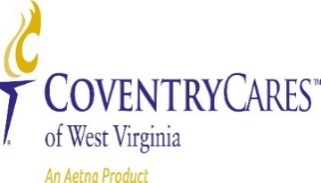 COVENTRYCARES™
of West Virginia
An Aetna Product